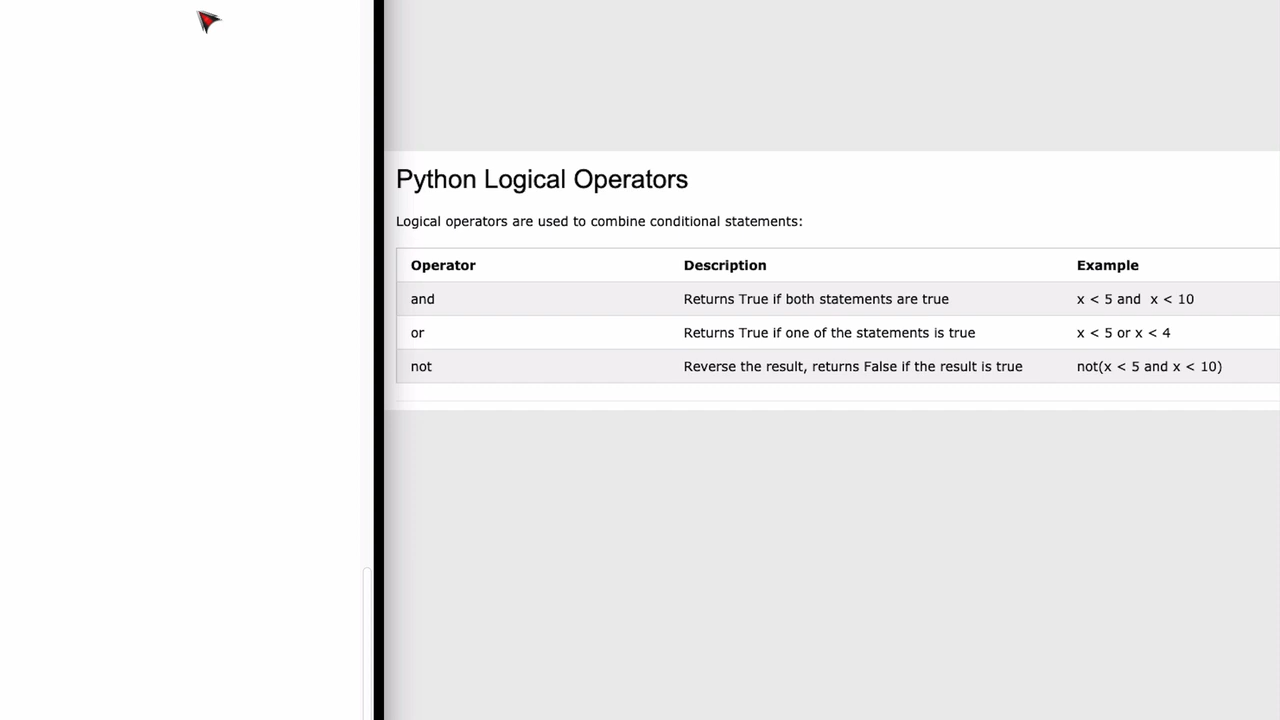 Python Logical Operators
Logical operators are used to combine conditional statements:
Operator Description Example
and Returns True if both statements are true x < 5 and  x < 10
or Returns True if one of the statements is true x < 5 or x < 4
not Reverse the result, returns False if the result is true not(x < 5 and x < 10)